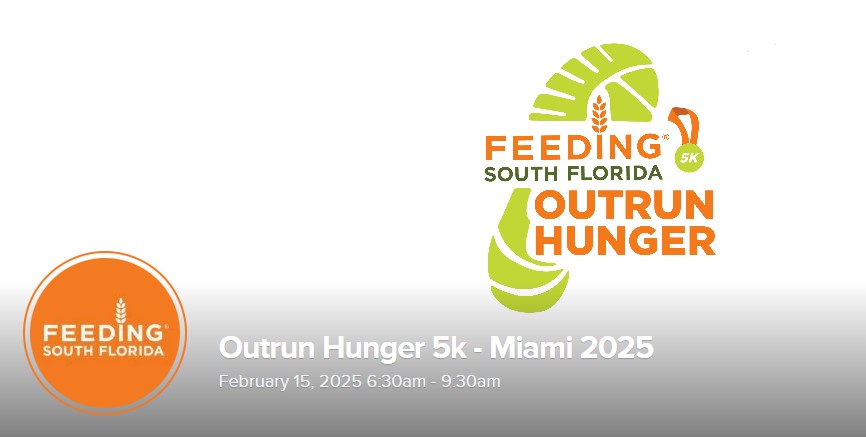 FEEDING®
SOUTH FLORIDA
5K
OUTRUN
HUNGER
FEEDING®
SOUTH FLORIDA
Outrun Hunger 5k - Miami 2025
February 15, 2025 6:30am - 9:30am